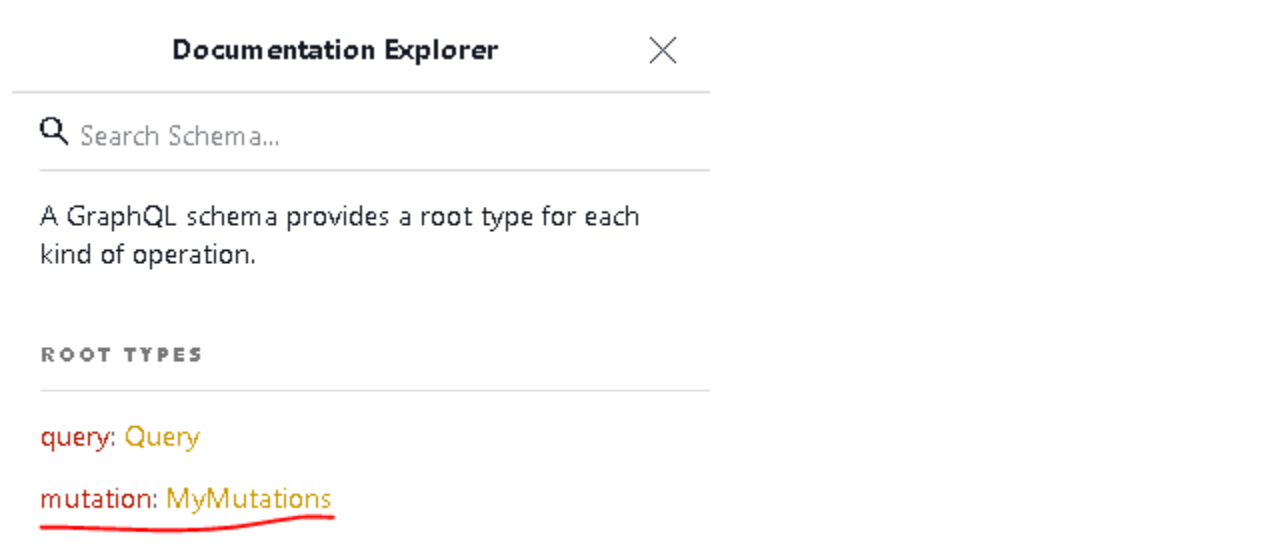 Documentation Explorer
Search Schema...
A GraphQL schema provides a root type for each
kind of operation.
ROOT TYPES
query: Query
mutation: MyMutations